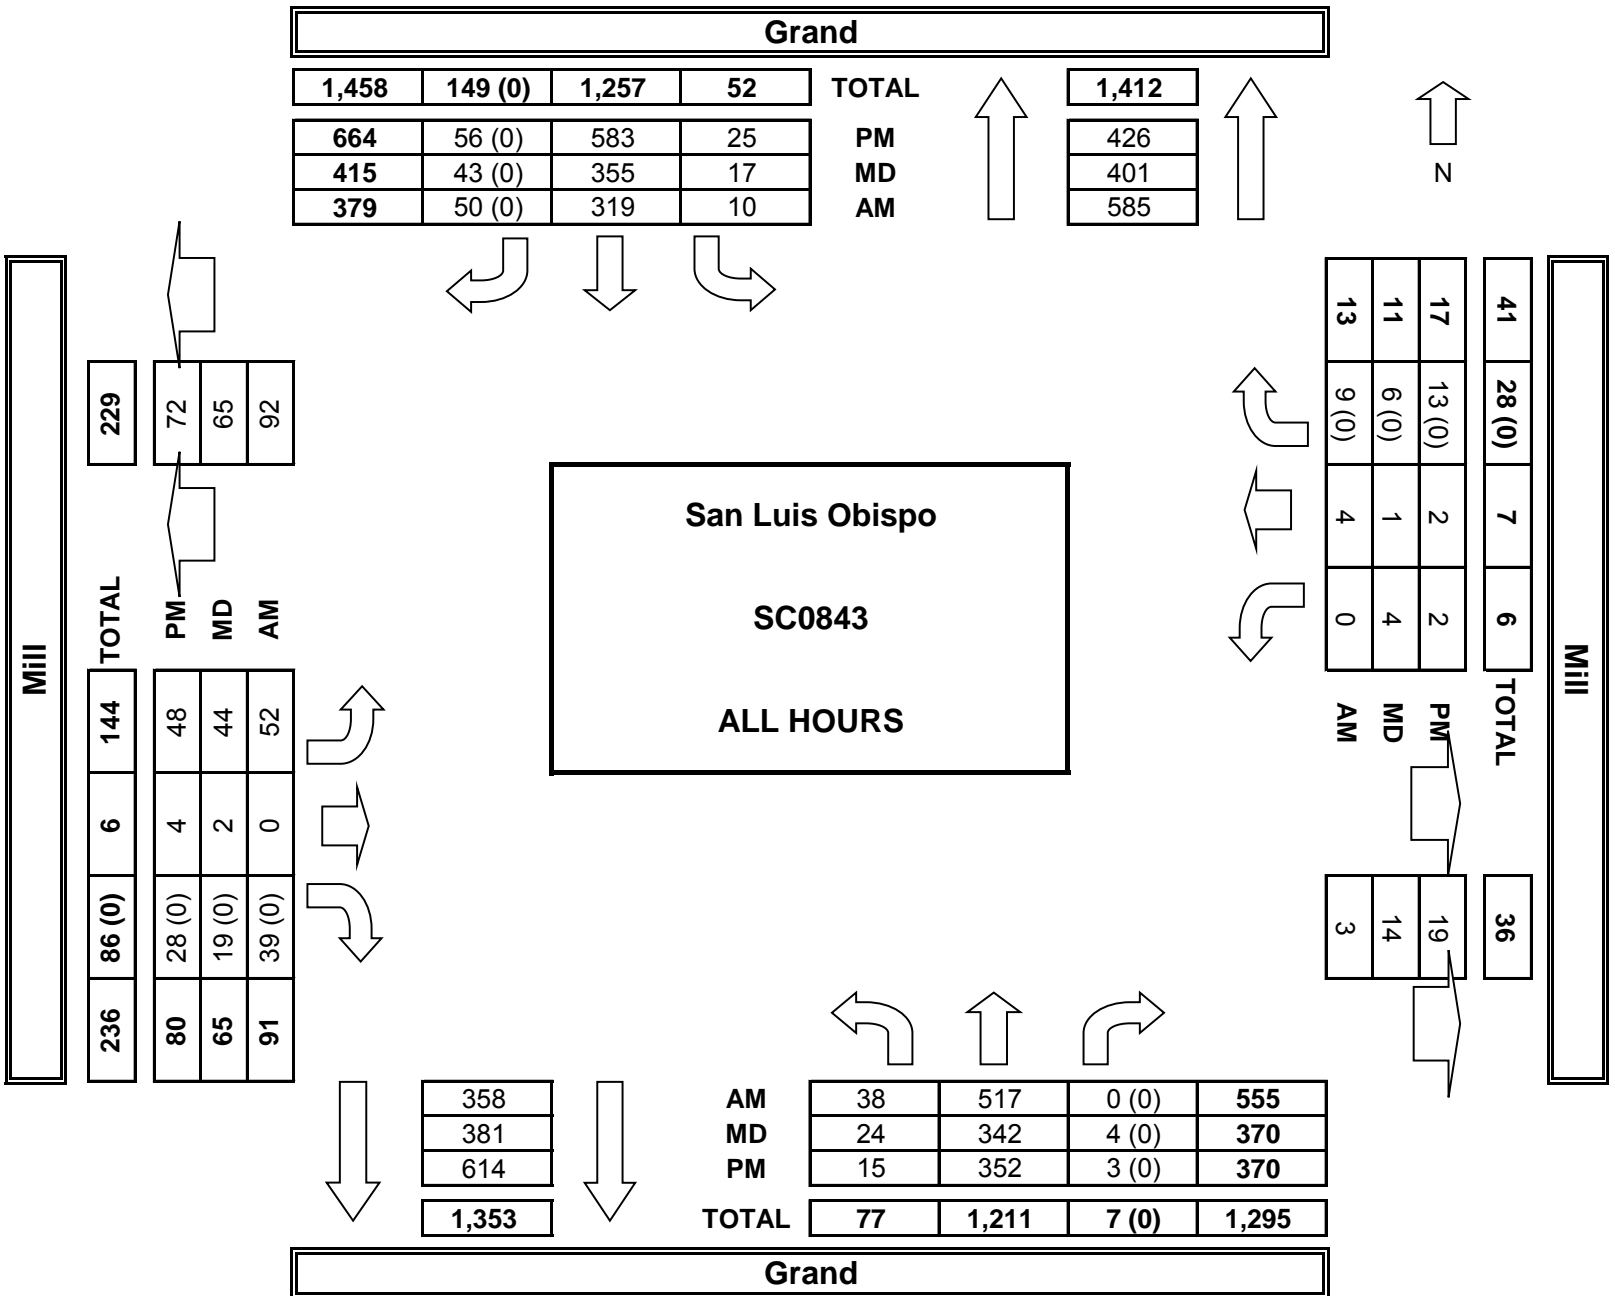 Grand
1,458 149 (0) 1,257 52 TOTAL 1,412
664 56 (0) 583 25 PM 426
415 43 (0) 355 17 MD 401
379 50 (0) 319 10 AM 585
N
Mill
229 72 65 92
TOTAL PM MD AM
144 48 44 52
6 4 2 0
86 (0) 28 (0) 19 (0) 39 (0)
236 80 65 91
San Luis Obispo
SC0843
ALL HOURS
13 11 17 41
9 (0) 6 (0) 13 (0) 28 (0)
4 1 2 7
0 4 2 6
AM MD PM TOTAL
3 14 19 36
Mill
358 AM 38 517 0 (0) 555
381 MD 24 342 4 (0) 370
614 PM 15 352 3 (0) 370
1,353 TOTAL 77 1,211 7 (0) 1,295
Grand